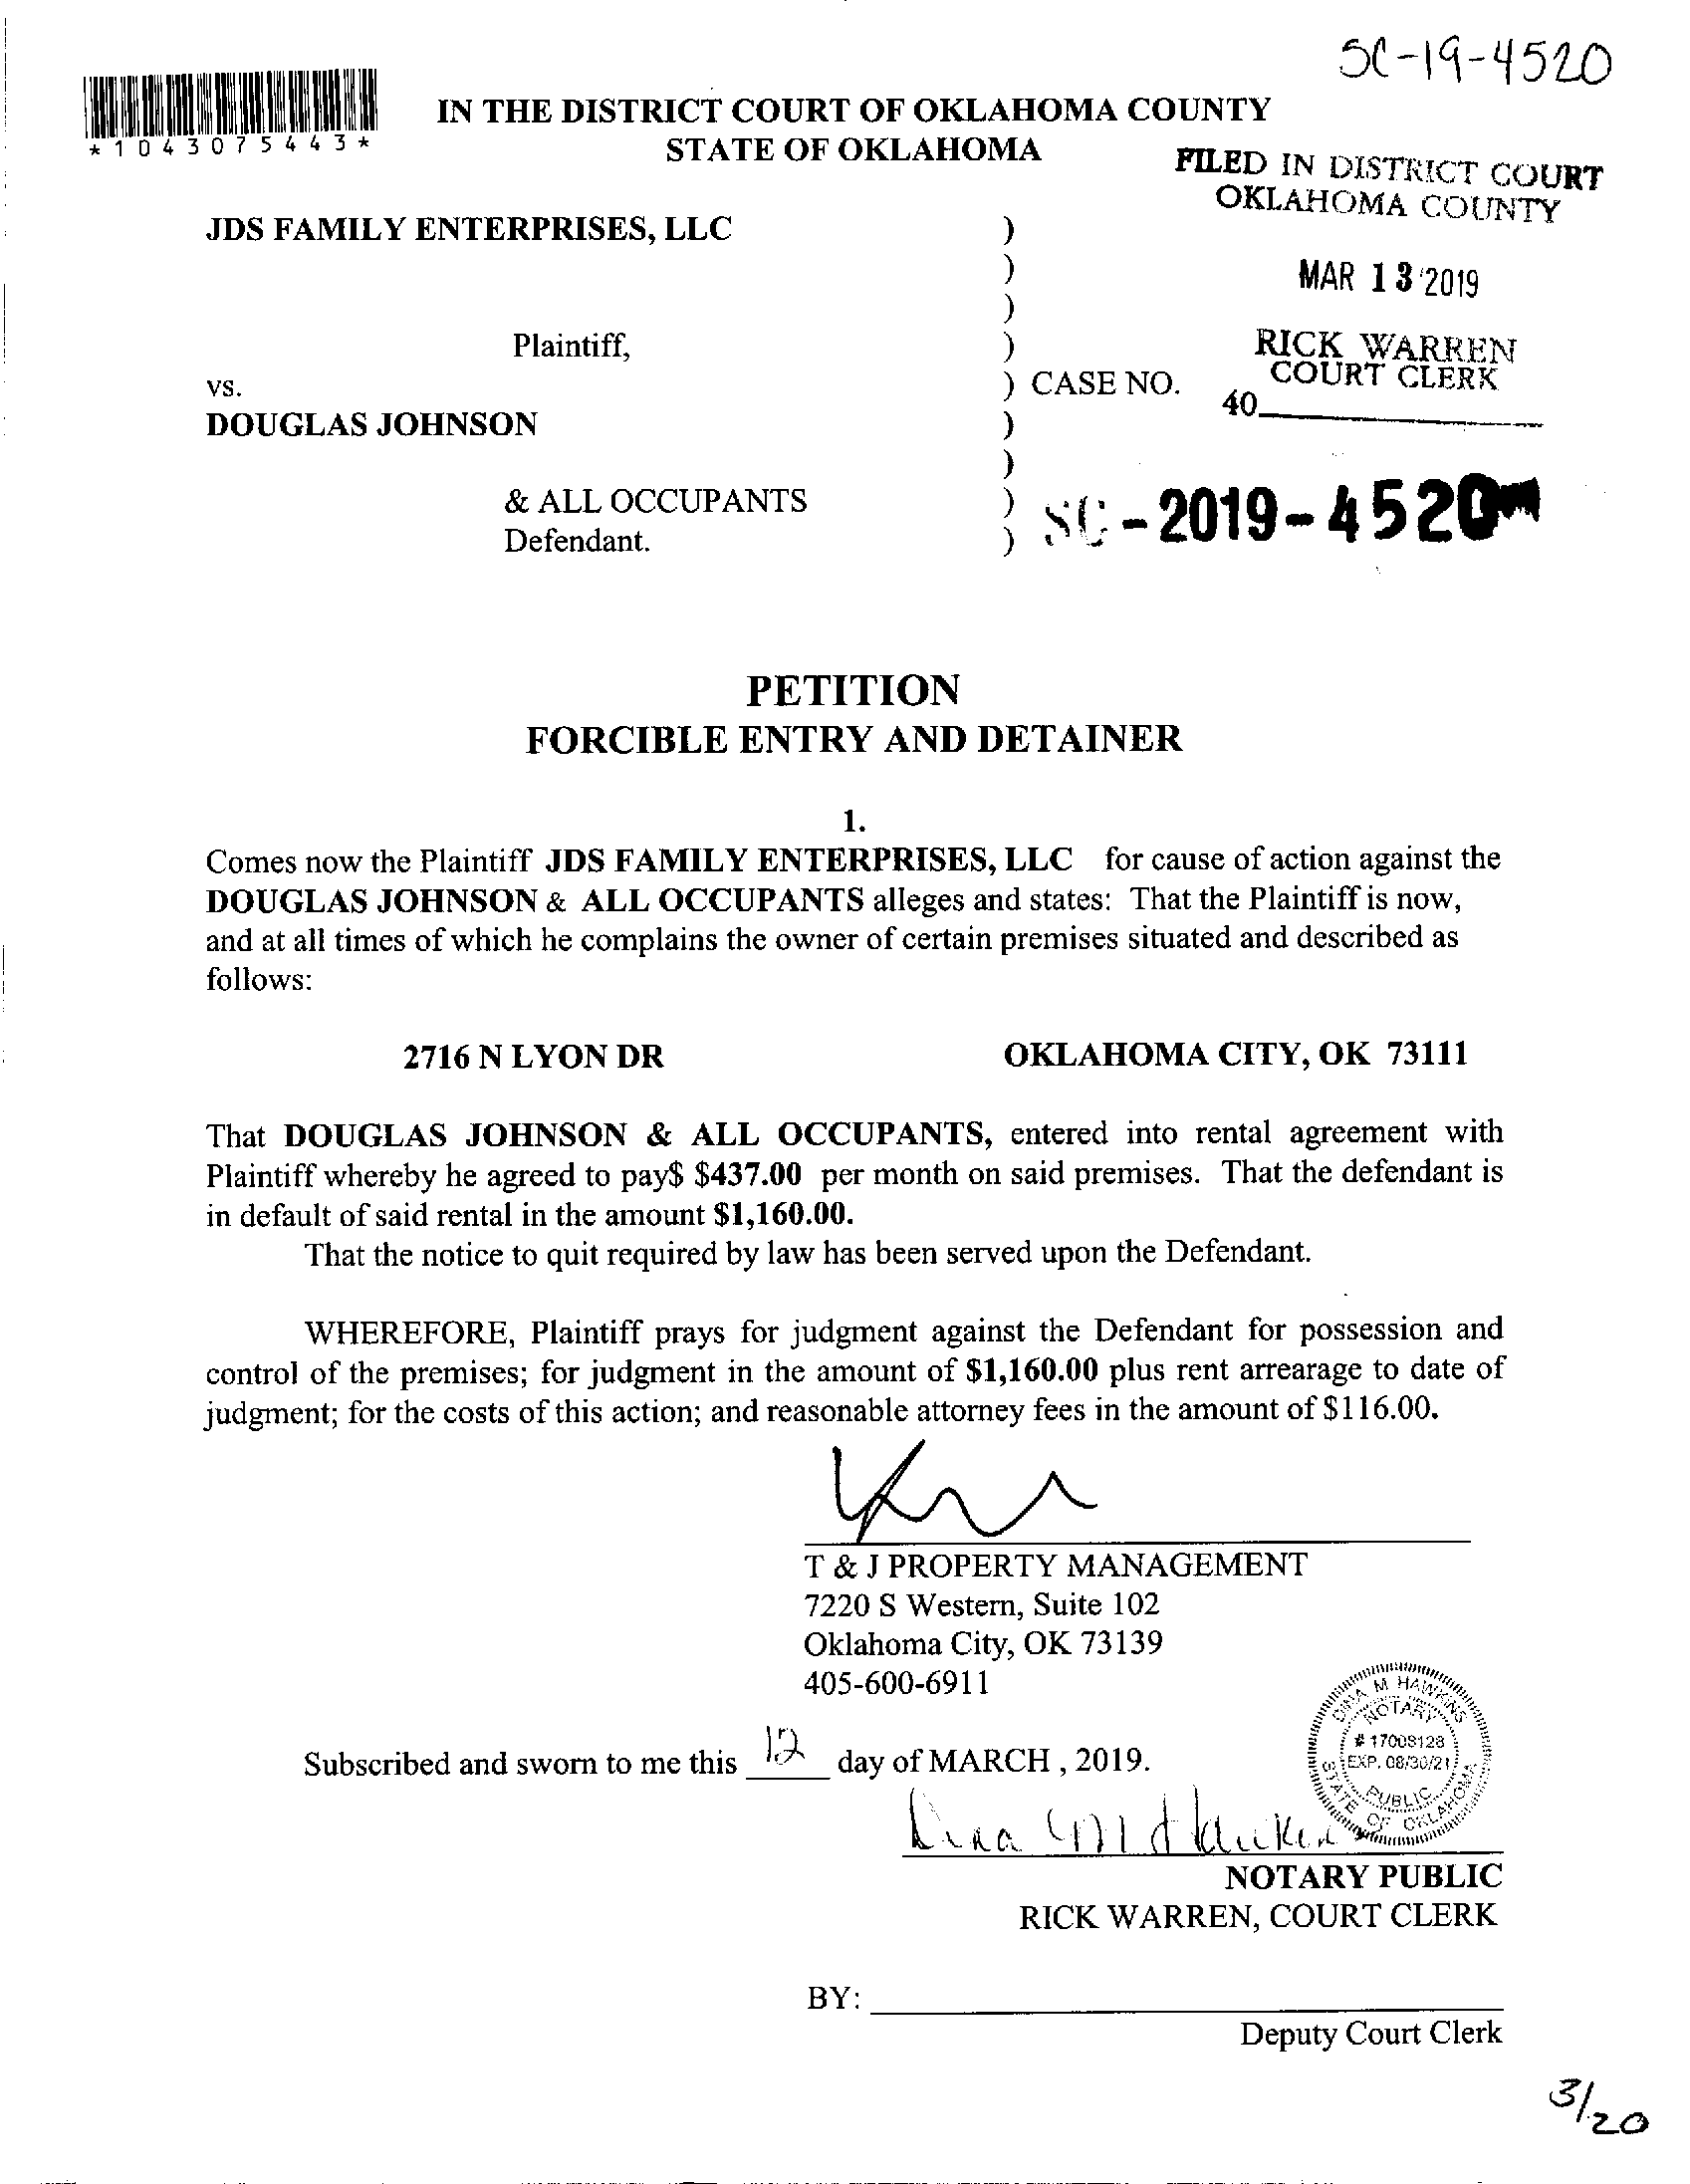 SC-19-4520
*1043075443*
IN THE DISTRICT COURT OF OKLAHOMA COUNTY
STATE OF OKLAHOMA
FILED IN DISTRICT COURT
OKLAHOMA COUNTY
JDS FAMILY ENTERPRISES, LLC )
)
MAR 13 2019
)
Plaintiff, )
RICK WARREN
COURT CLERK
vs. ) CASE NO.
40
DOUGLAS JOHNSON )
)
& ALL OCCUPANTS )
SC-2019-4520
Defendant. )
PETITION
FORCIBLE ENTRY AND DETAINER
1.
Comes now the Plaintiff JDS FAMILY ENTERPRISES, LLC for cause of action against the
DOUGLAS JOHNSON & ALL OCCUPANTS alleges and states: That the Plaintiff is now,
and at all times of which he complains the owner of certain premises situated and described as
follows:
2716 N LYON DR OKLAHOMA CITY, OK 73111
That DOUGLAS JOHNSON & ALL OCCUPANTS, entered into rental agreement with
Plaintiff whereby he agreed to pay$ $437.00 per month on said premises. That the defendant is
in default of said rental in the amount $1,160.00.
That the notice to quit required by law has been served upon the Defendant.
WHEREFORE, Plaintiff prays for judgment against the Defendant for possession and
control of the premises; for judgment in the amount of $1,160.00 plus rent arrearage to date of
judgment; for the costs of this action; and reasonable attorney fees in the amount of $116.00.
T & J PROPERTY MANAGEMENT
7220 S Western, Suite 102
Oklahoma City, OK 73139
405-600-6911
DINA M HAWKINS
NOTARY
# 17008128
EXP. 08/30/21
PUBLIC
STATE OF OKLAHOMA
Subscribed and sworn to me this 12 day of MARCH , 2019.
Dina M Hawkins
NOTARY PUBLIC
RICK WARREN, COURT CLERK
BY:
Deputy Court Clerk
3/20